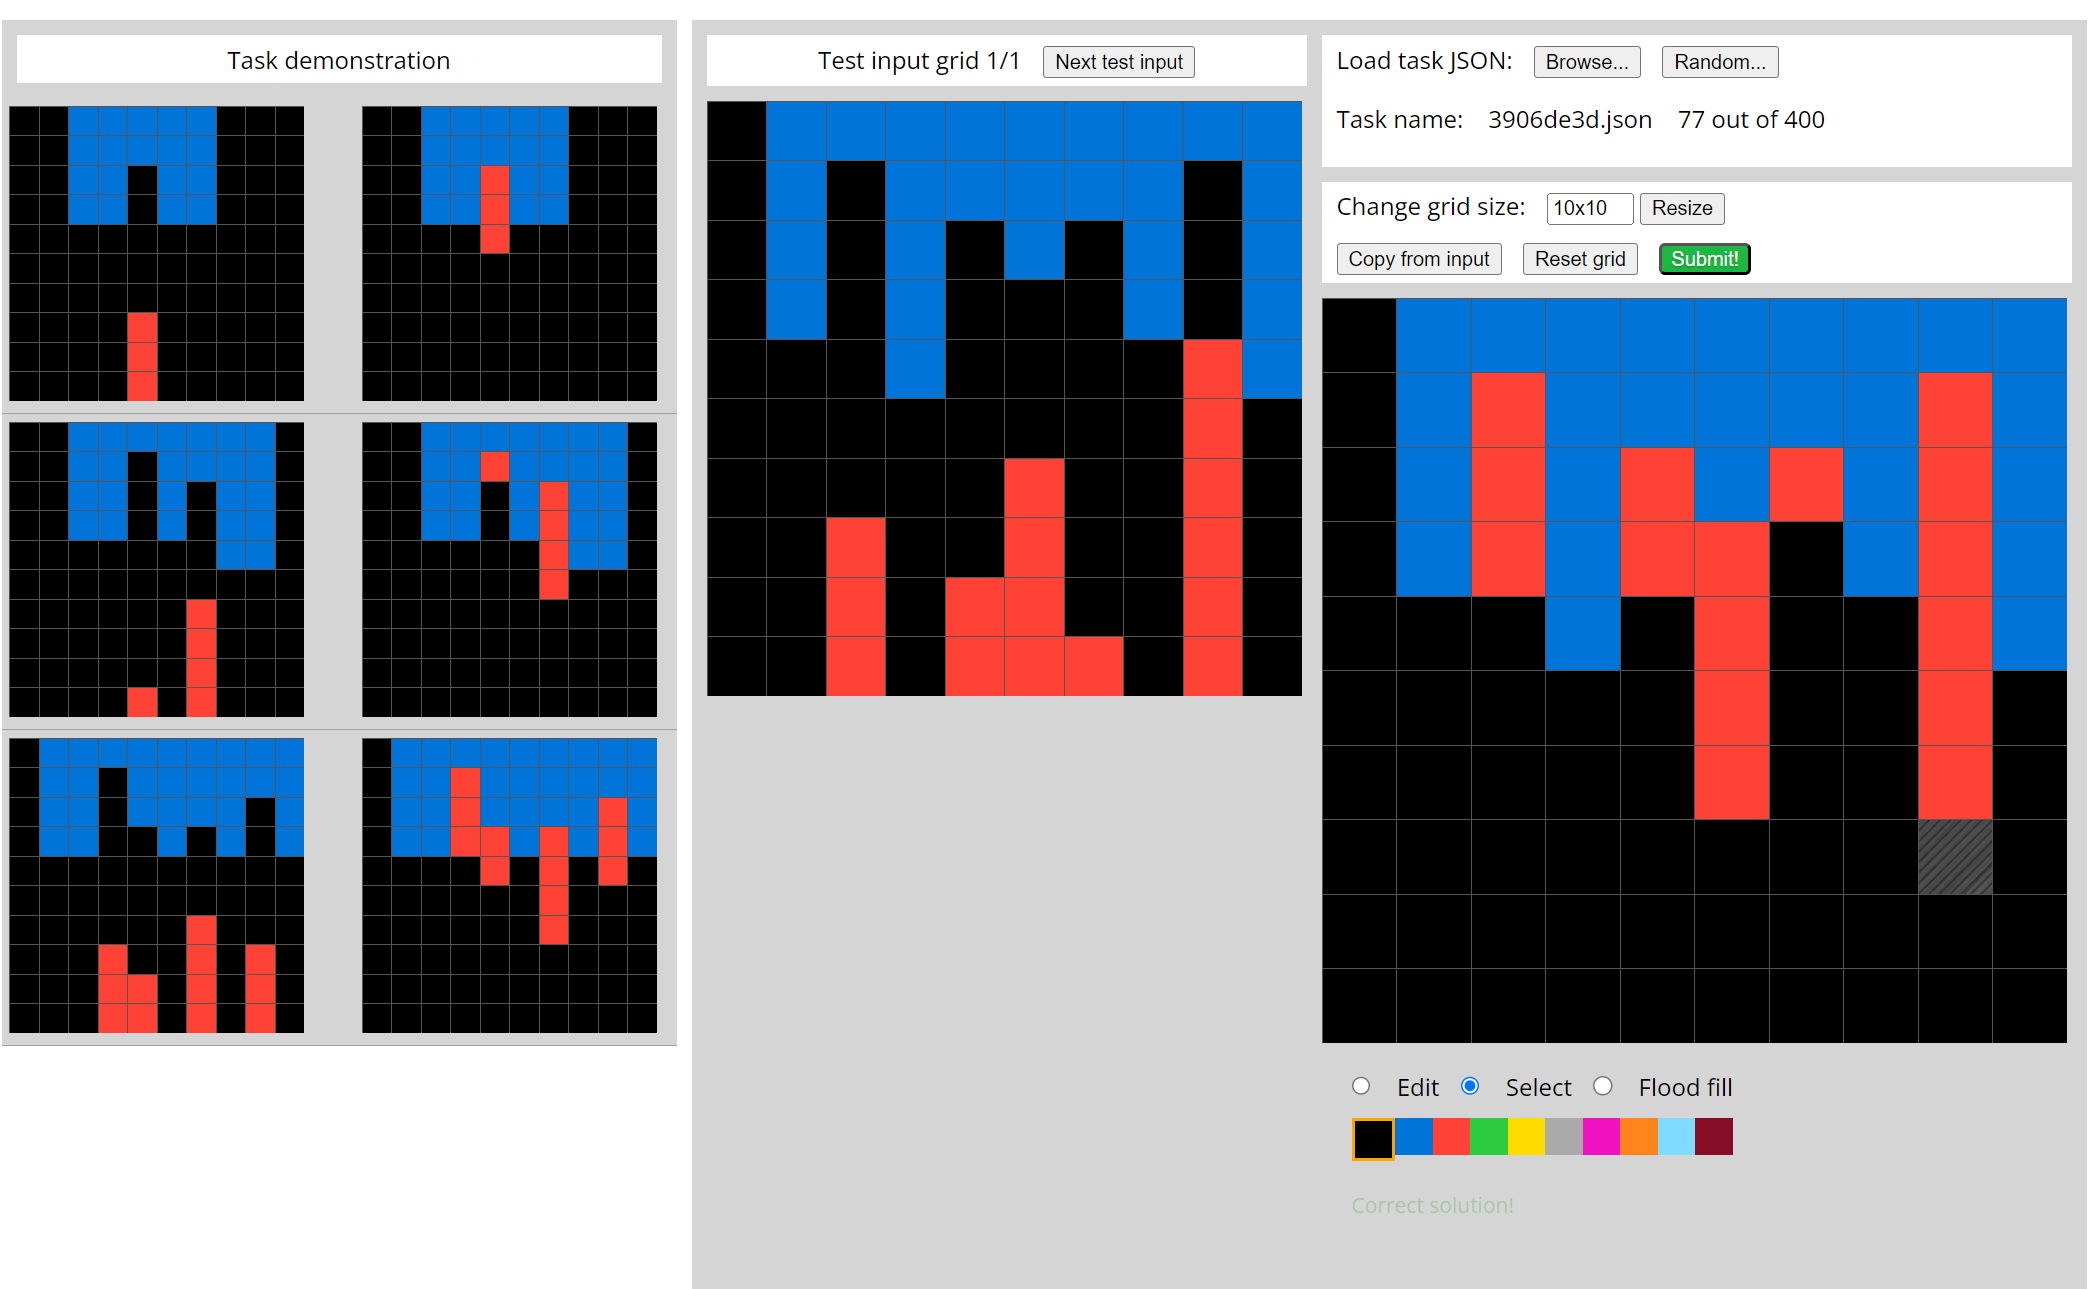 Task demonstration
Test input grid 1/1 Next test input
Load task JSON: Browse... Random...
Task name: 3906de3d.json 77 out of 400
Change grid size: 10x10 Resize
Copy from input Reset grid Submit!
Edit Select Flood fill
Correct solution!